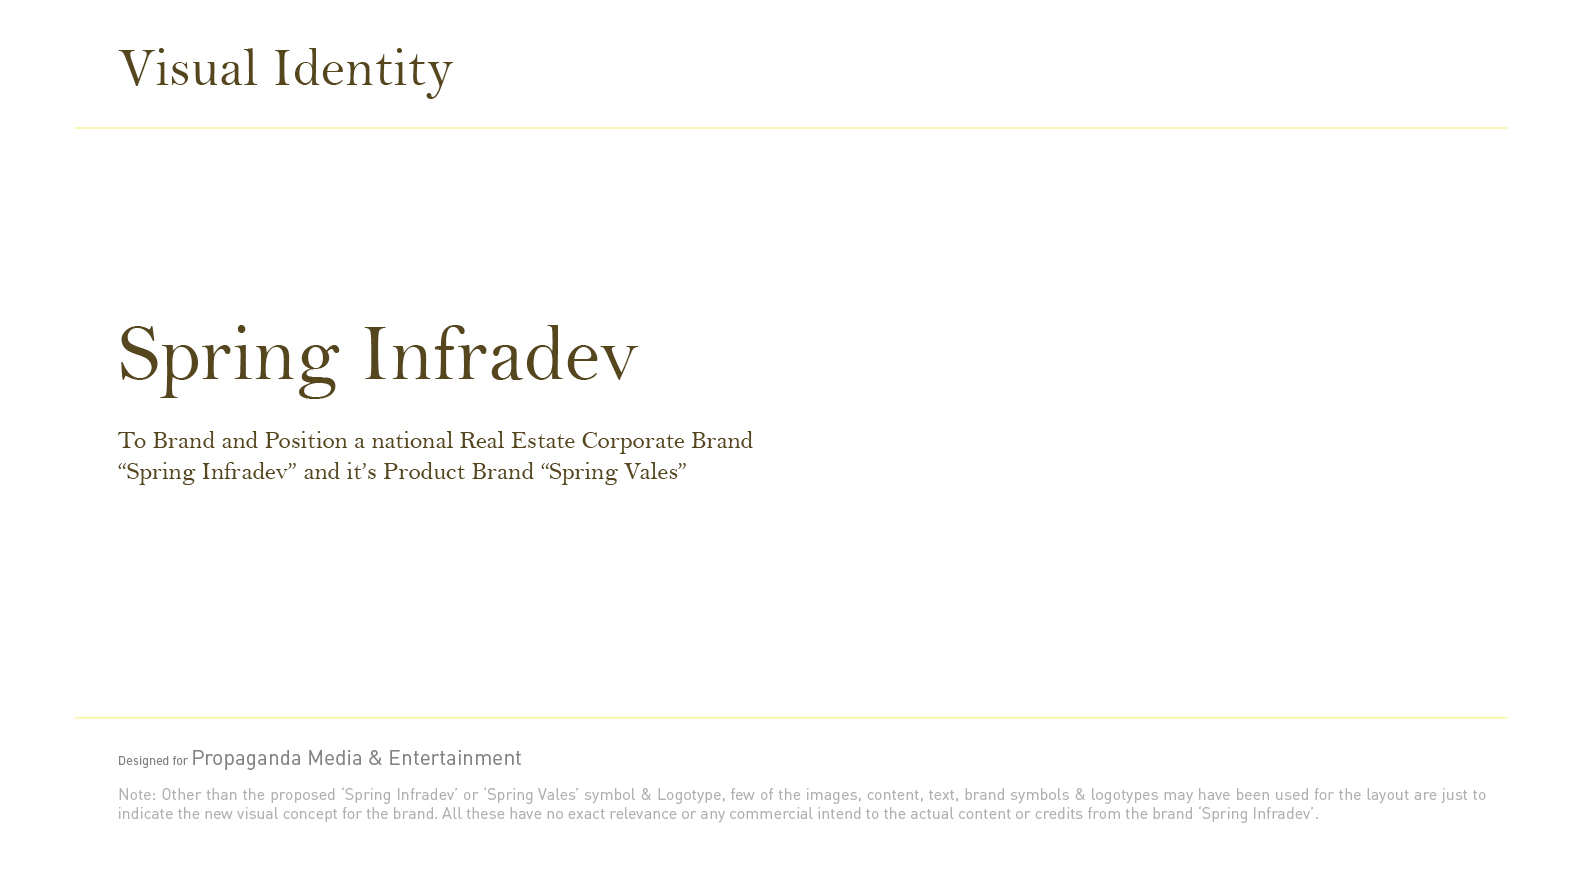 Visual Identity
Spring Infradev
To Brand and Position a national Real Estate Corporate Brand
“Spring Infradev” and it’s Product Brand “Spring Vales”
Designed for Propaganda Media & Entertainment
Note: Other than the proposed ‘Spring Infradev’ or ‘Spring Vales’ symbol & Logotype, few of the images, content, text, brand symbols & logotypes may have been used for the layout are just to
indicate the new visual concept for the brand. All these have no exact relevance or any commercial intend to the actual content or credits from the brand ‘Spring Infradev’.